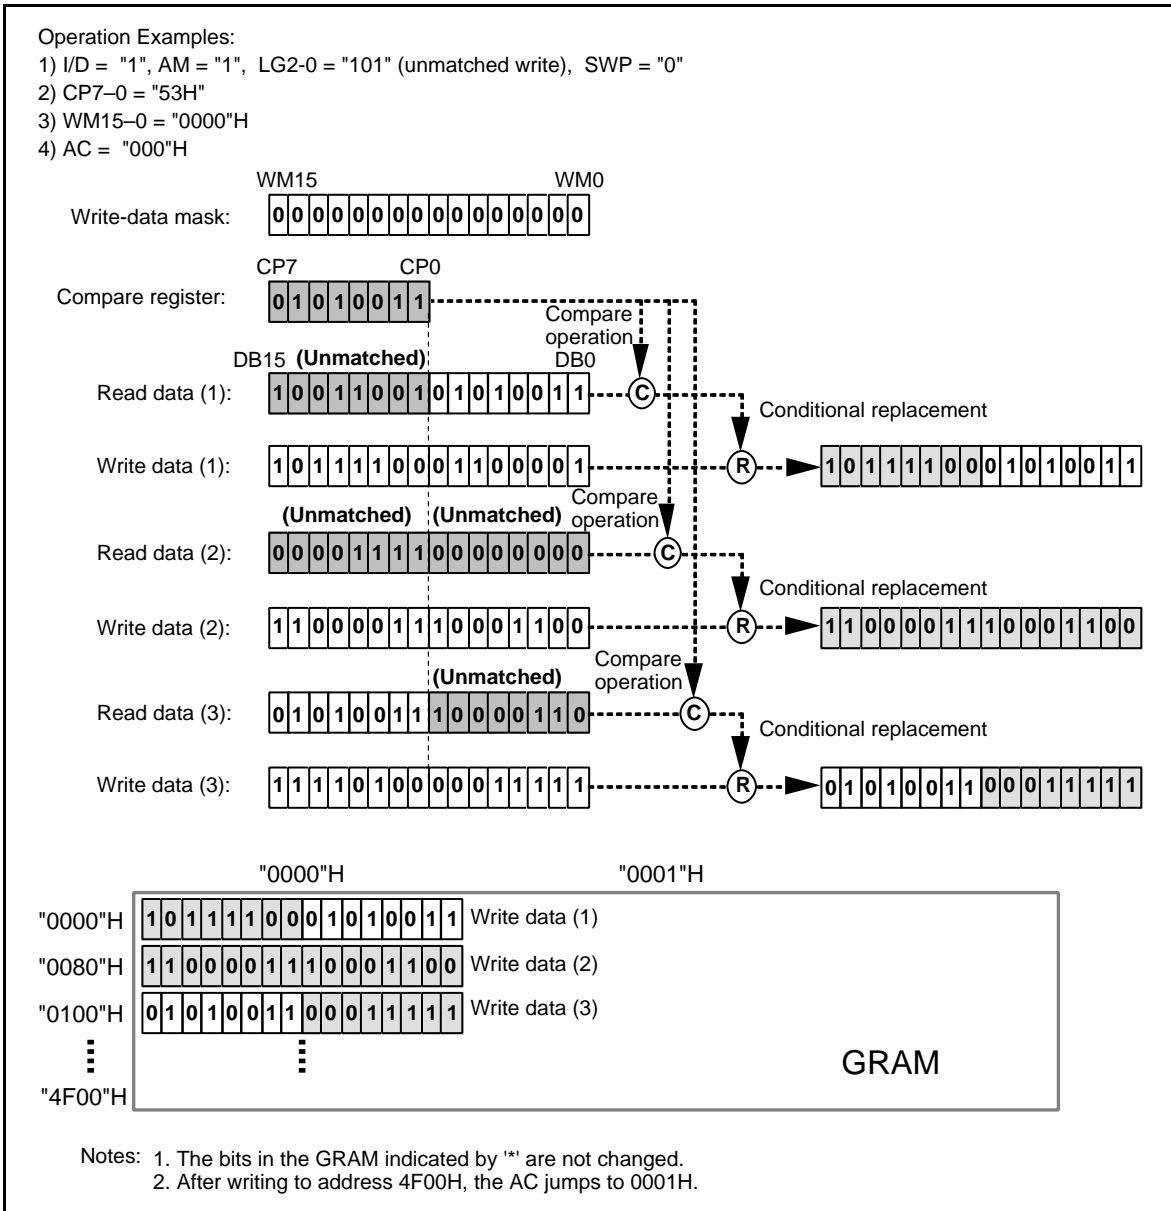 Operation Examples:
1) I/D = "1", AM = "1", LG2-0 = "101" (unmatched write), SWP = "0"
2) CP7–0 = "53H"
3) WM15–0 = "0000"H
4) AC = "000"H
WM15 WM0
Write-data mask: 0 0 0 0 0 0 0 0 0 0 0 0 0 0 0 0
CP7 CP0
Compare register: 0 1 0 1 0 0 1 1
Compare
operation
DB15 (Unmatched) DB0
Read data (1): 1 0 0 1 1 0 0 1 0 1 0 1 0 0 1 1 C
Conditional replacement
Write data (1): 1 0 1 1 1 1 0 0 0 1 1 0 0 0 0 1 R 1 0 1 1 1 1 0 0 0 1 0 1 0 0 1 1
Compare
operation
(Unmatched) (Unmatched)
Read data (2): 0 0 0 0 1 1 1 1 0 0 0 0 0 0 0 0 C
Conditional replacement
Write data (2): 1 1 0 0 0 0 1 1 1 0 0 0 1 1 0 0 R 1 1 0 0 0 0 1 1 1 0 0 0 1 1 0 0
Compare
operation
(Unmatched)
Read data (3): 0 1 0 1 0 0 1 1 1 0 0 0 0 1 1 0 C
Conditional replacement
Write data (3): 1 1 1 1 0 1 0 0 0 0 0 1 1 1 1 1 R 0 1 0 1 0 0 1 1 0 0 0 1 1 1 1 1
"0000"H "0001"H
"0000"H 1 0 1 1 1 1 0 0 0 1 0 1 0 0 1 1 Write data (1)
"0080"H 1 1 0 0 0 0 1 1 1 0 0 0 1 1 0 0 Write data (2)
"0100"H 0 1 0 1 0 0 1 1 0 0 0 1 1 1 1 1 Write data (3)
GRAM
"4F00"H
Notes: 1. The bits in the GRAM indicated by '*' are not changed.
2. After writing to address 4F00H, the AC jumps to 0001H.